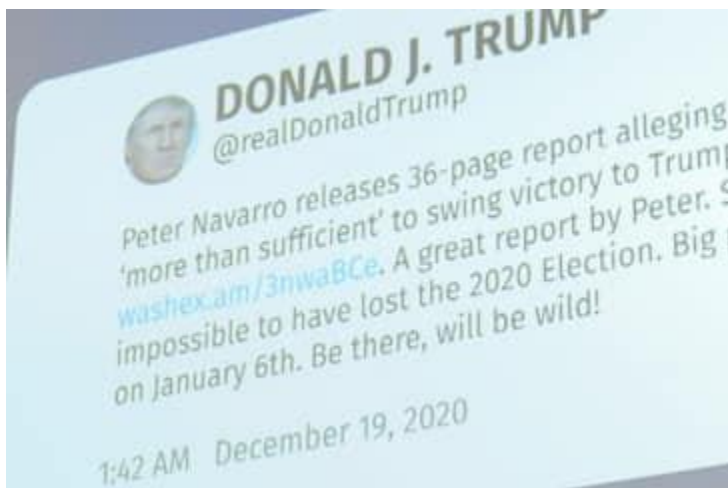 DONALD J. TRUMP
@realDonaldTrump
Peter Navarro releases 36-page report alleging
'more than sufficient' to swing victory to Trump
washex.am/3nwaBCe. A great report by Peter.
impossible to have lost the 2020 Election. Big
on January 6th. Be there, will be wild!
1:42 AM December 19, 2020